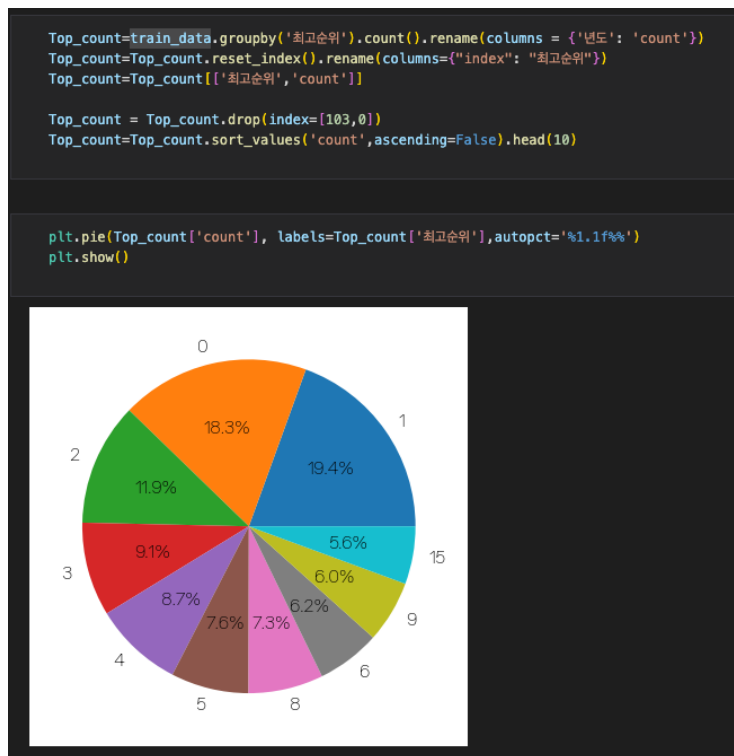 Top_count=train_data.groupby('최고순위').count().rename(columns = {'년도': 'count'})
Top_count=Top_count.reset_index().rename(columns={"index": "최고순위"})
Top_count=Top_count[['최고순위','count']]
Top_count = Top_count.drop(index=[103,0])
Top_count=Top_count.sort_values('count',ascending=False).head(10)
plt.pie(Top_count['count'], labels=Top_count['최고순위'],autopct='%1.1f%%')
plt.show()
0
1
18.3%
19.4%
2
11.9%
5.6%
15
9.1%
6.0%
3
8.7%
7.6%
7.3%
6.2%
9
4
6
5
8